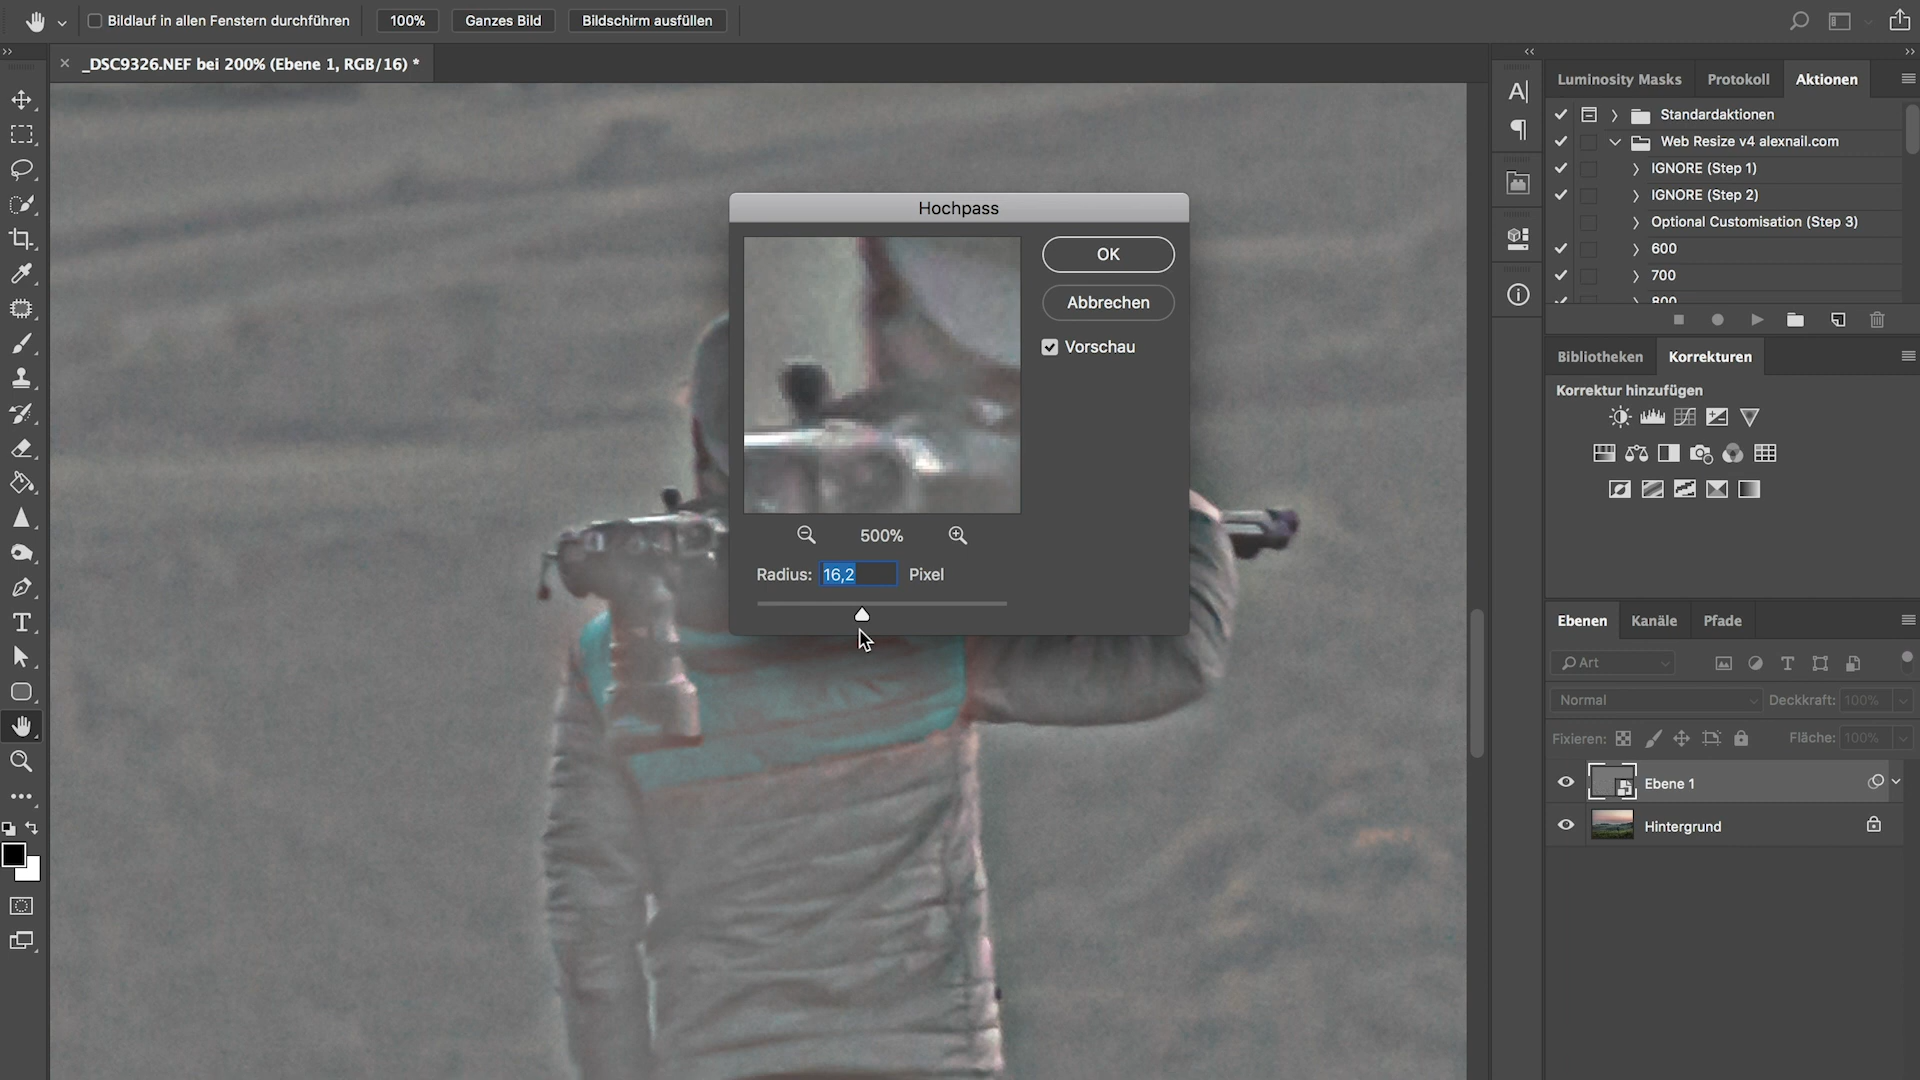 Bildlauf in allen Fenstern durchführen
100%
Ganzes Bild
Bildschirm ausfüllen
_DSC9326.NEF bei 200% (Ebene 1, RGB/16) *
Hochpass
OK
Abbrechen
Vorschau
500%
Radius: 16,2 Pixel
Luminosity Masks
Protokoll
Aktionen
Standardaktionen
Web Resize v4 alexnail.com
IGNORE (Step 1)
IGNORE (Step 2)
Optional Customisation (Step 3)
600
700
800
Bibliotheken
Korrekturen
Korrektur hinzufügen
Ebenen
Kanäle
Pfade
Art
Normal
Deckkraft: 100%
Fixieren:
Fläche: 100%
Ebene 1
Hintergrund